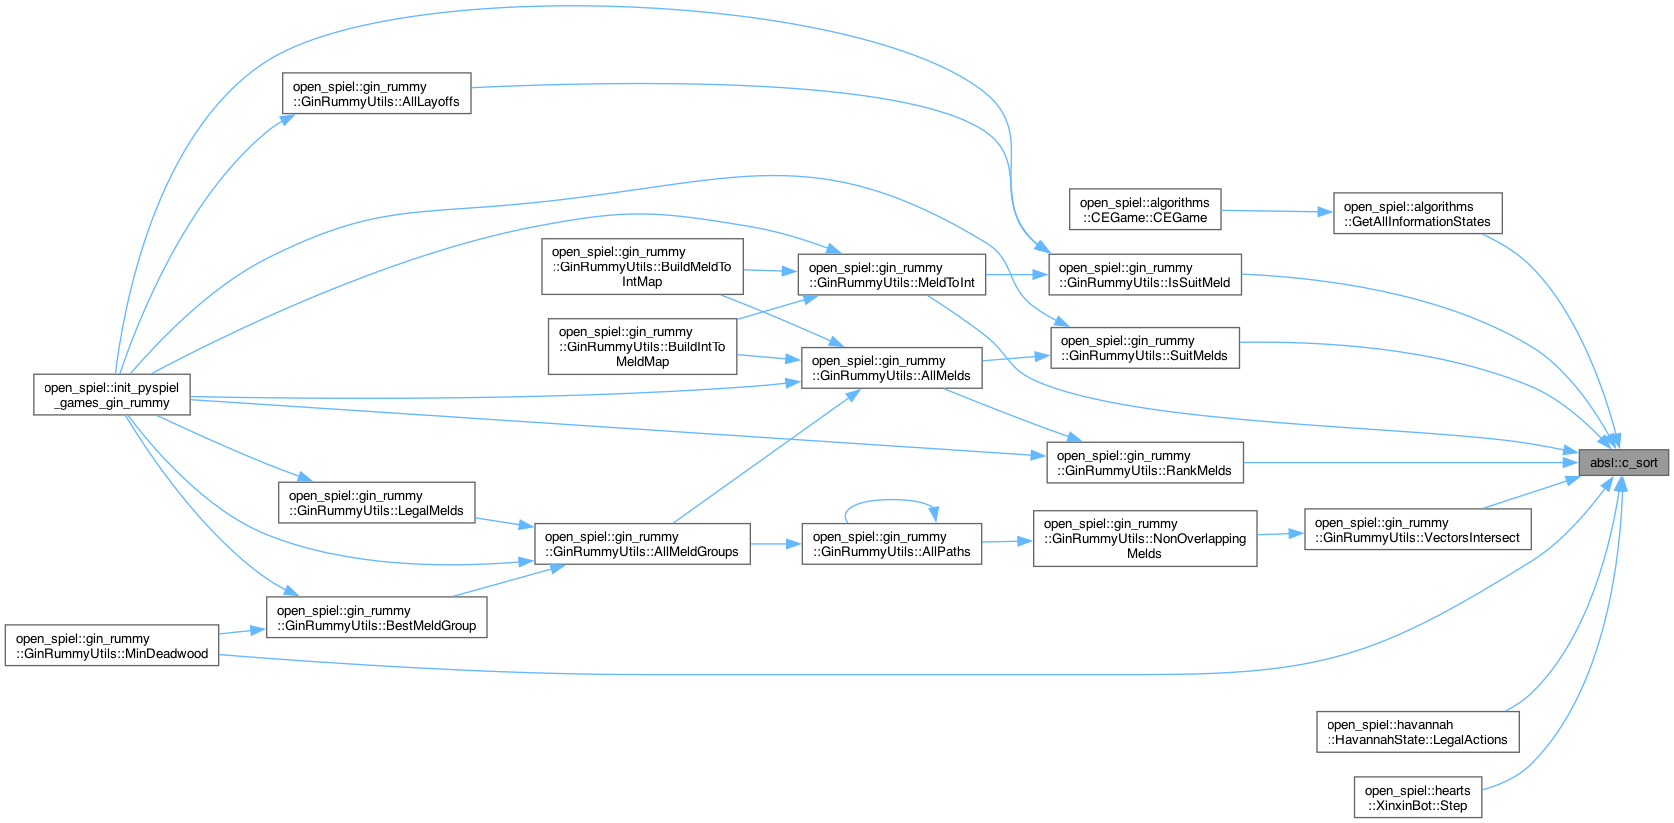 open_spiel::gin_rummy
::GinRummyUtils::AllLayoffs
open_spiel::algorithms
::CEGame::CEGame
open_spiel::algorithms
::GetAllInformationStates
open_spiel::gin_rummy
::GinRummyUtils::BuildMeldTo
IntMap
open_spiel::gin_rummy
::GinRummyUtils::MeldToInt
open_spiel::gin_rummy
::GinRummyUtils::IsSuitMeld
open_spiel::gin_rummy
::GinRummyUtils::BuildIntTo
MeldMap
open_spiel::gin_rummy
::GinRummyUtils::AllMelds
open_spiel::gin_rummy
::GinRummyUtils::SuitMelds
open_spiel::init_pyspiel
_games_gin_rummy
open_spiel::gin_rummy
::GinRummyUtils::RankMelds
absl::c_sort
open_spiel::gin_rummy
::GinRummyUtils::LegalMelds
open_spiel::gin_rummy
::GinRummyUtils::AllMeldGroups
open_spiel::gin_rummy
::GinRummyUtils::AllPaths
open_spiel::gin_rummy
::GinRummyUtils::NonOverlapping
Melds
open_spiel::gin_rummy
::GinRummyUtils::VectorsIntersect
open_spiel::gin_rummy
::GinRummyUtils::BestMeldGroup
open_spiel::gin_rummy
::GinRummyUtils::MinDeadwood
open_spiel::havannah
::HavannahState::LegalActions
open_spiel::hearts
::XinxinBot::Step